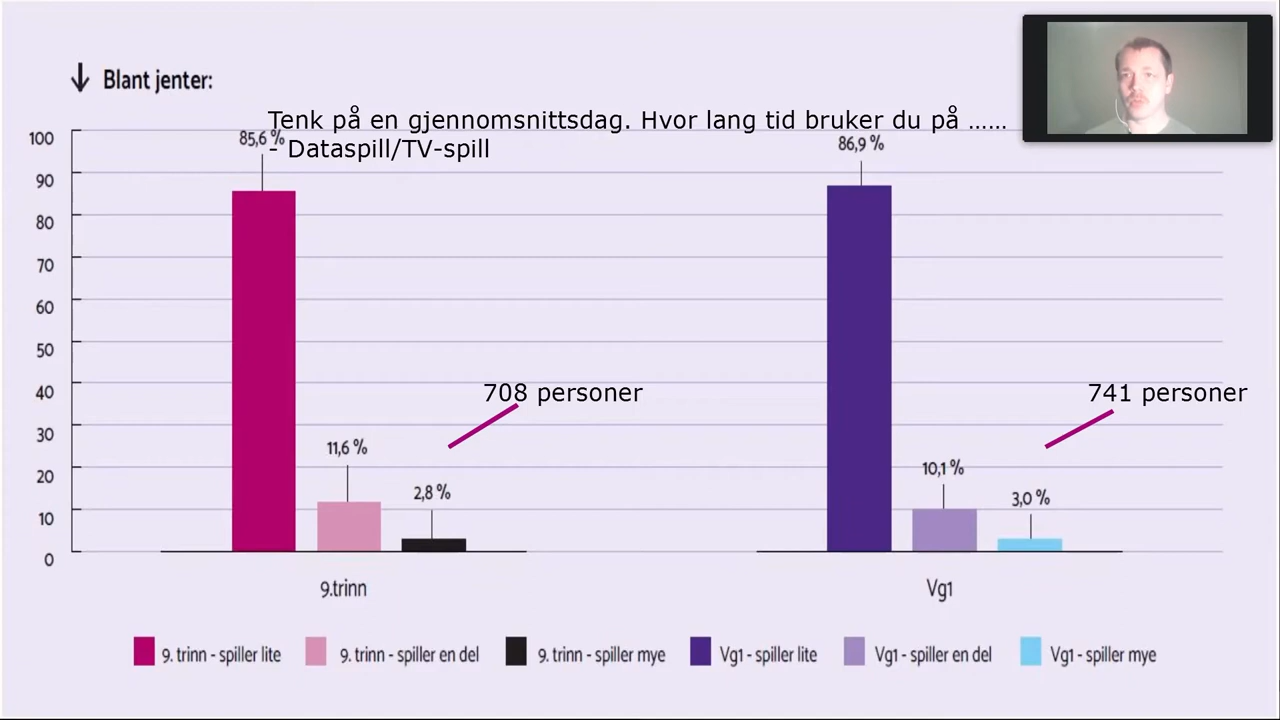 ↓ Blant jenter:
Tenk på en gjennomsnittsdag. Hvor lang tid bruker du på ......
- Dataspill/TV-spill
100
90
80
70
60
50
40
30
20
10
0
85,6 %
11,6 %
2,8 %
708 personer
86,9 %
10,1 %
3,0 %
741 personer
9.trinn
Vg1
9. trinn - spiller lite
9. trinn - spiller en del
9. trinn - spiller mye
Vg1 - spiller lite
Vg1 - spiller en del
Vg1 - spiller mye